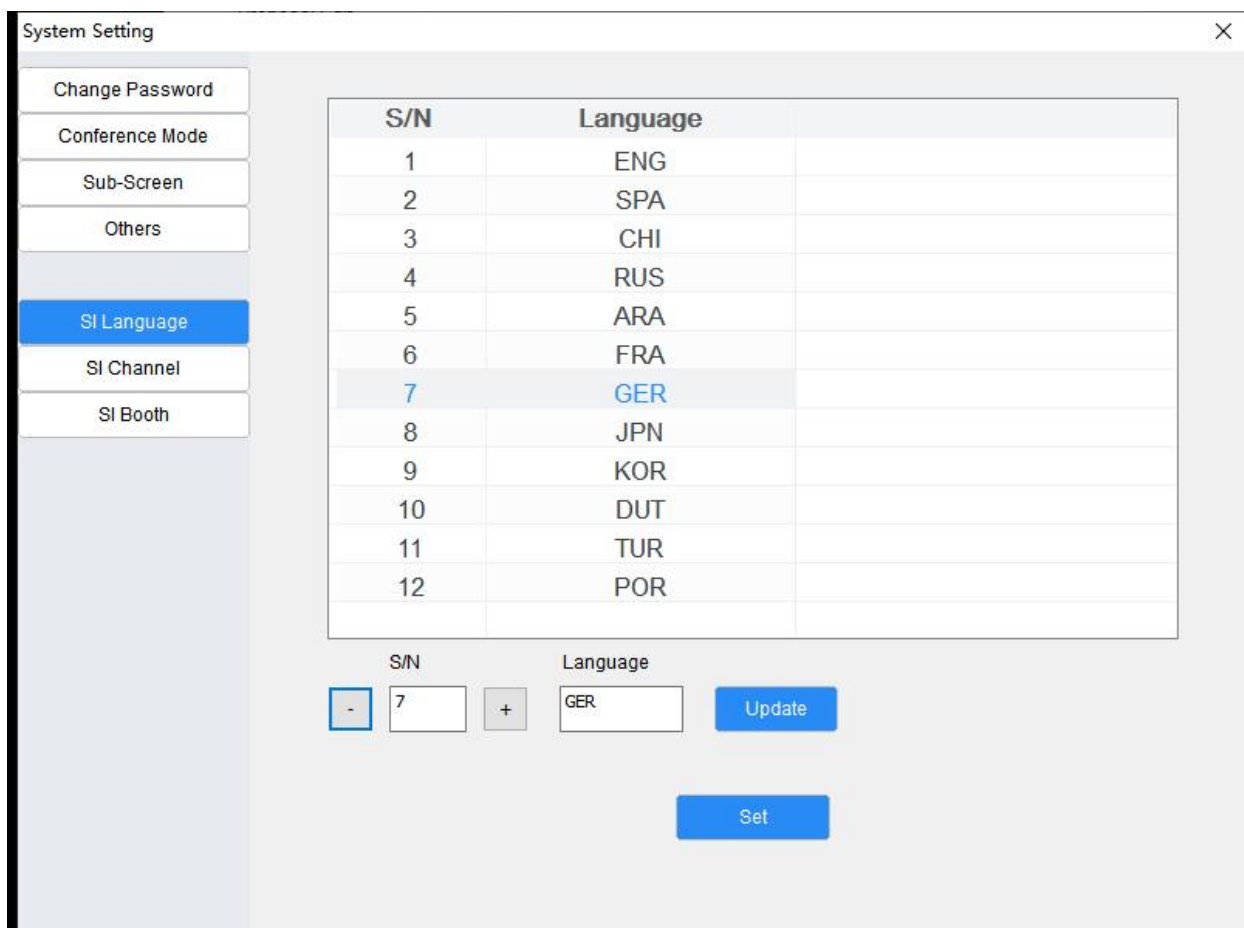 System Setting
Change Password
Conference Mode
Sub-Screen
Others
SI Language
SI Channel
SI Booth
S/N Language
1 ENG
2 SPA
3 CHI
4 RUS
5 ARA
6 FRA
7 GER
8 JPN
9 KOR
10 DUT
11 TUR
12 POR
S/N Language
- 7 + GER Update
Set